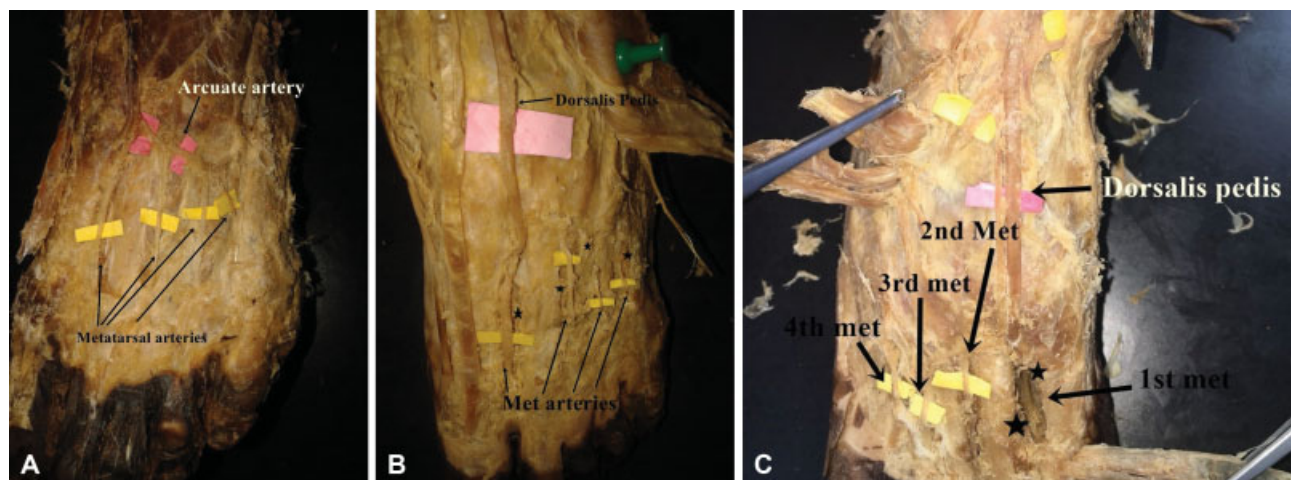 Arcuate artery
Metatarsal arteries
A
Dorsalis Pedis
Met arteries
B
Dorsalis pedis
2nd Met
3rd met
4th met
1st met
C